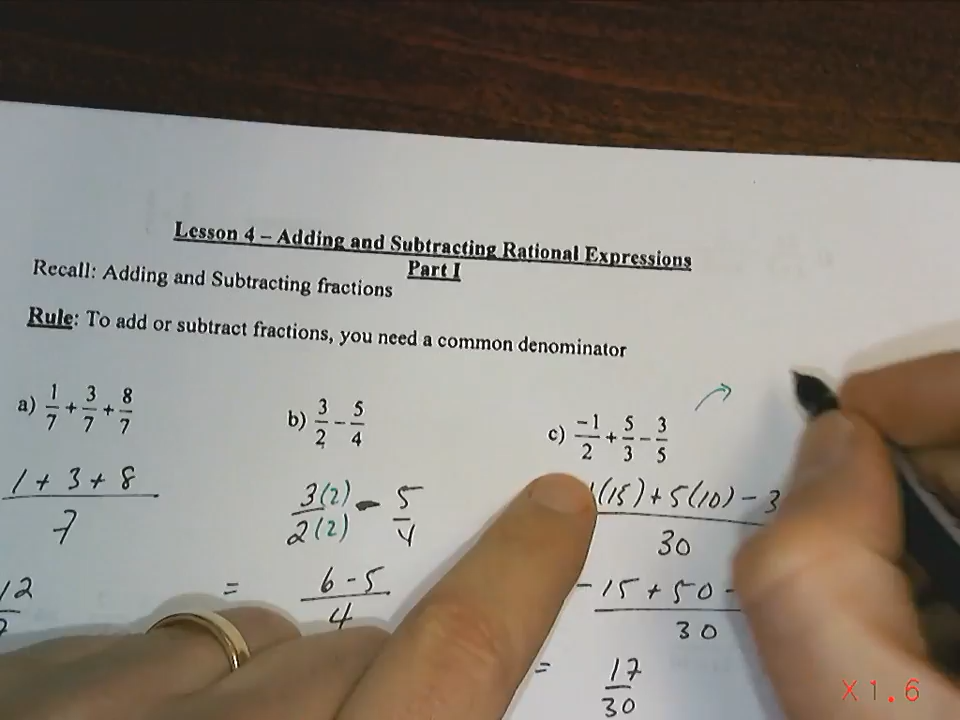 Lesson 4 – Adding and Subtracting Rational Expressions
Part I
Recall: Adding and Subtracting fractions
Rule: To add or subtract fractions, you need a common denominator
a) 1/7 + 3/7 + 8/7
b) 3/2 - 5/4
c) -1/2 + 5/3 - 3/5
1 + 3 + 8
7
3(2)/2(2) - 5/4
(15) + 5(10) - 3
30
12
= 6 - 5
4
-15 + 50 -
30
= 17
30
X1.6